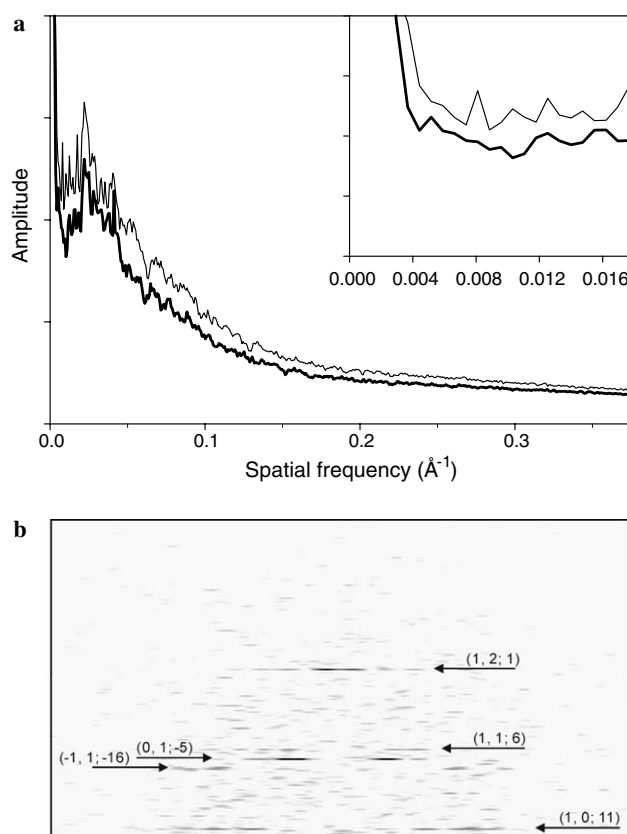 a
Amplitude
0.000 0.004 0.008 0.012 0.016
0.0 0.1 0.2 0.3
Spatial frequency (Å-1)
b
(1, 2; 1)
(0, 1;-5)
(1, 1;6)
(-1, 1;-16)
(1, 0; 11)